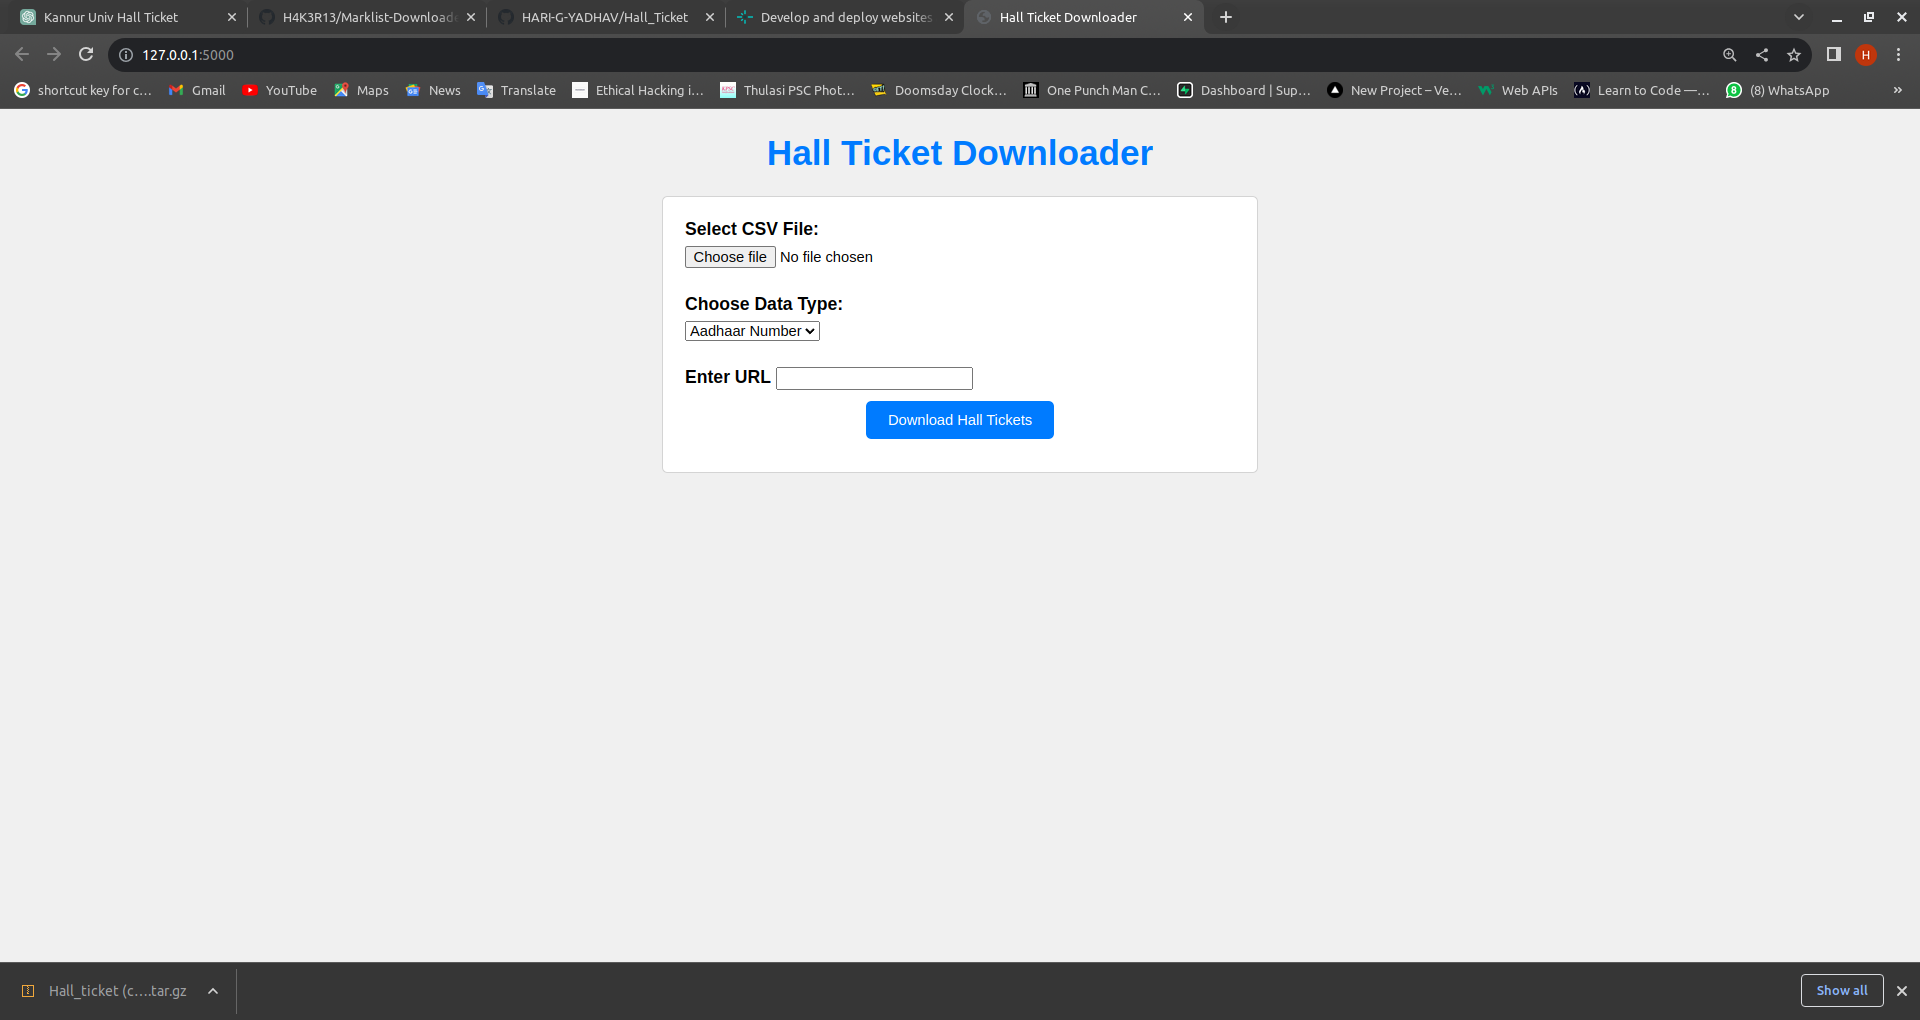 Kannur Univ Hall Ticket
H4K3R13/Marklist-Downloade
HARI-G-YADHAV/Hall_Ticket
Develop and deploy websites
Hall Ticket Downloader
127.0.0.1:5000
H
shortcut key for c...
Gmail
YouTube
Maps
News
Translate
Ethical Hacking i...
Thulasi PSC Phot...
Doomsday Clock...
One Punch Man C...
Dashboard | Sup...
New Project – Ve...
Web APIs
Learn to Code —...
(8) WhatsApp
»
Hall Ticket Downloader
Select CSV File:
Choose file No file chosen
Choose Data Type:
Aadhaar Number
Enter URL
Download Hall Tickets
Hall_ticket (c....tar.gz
Show all